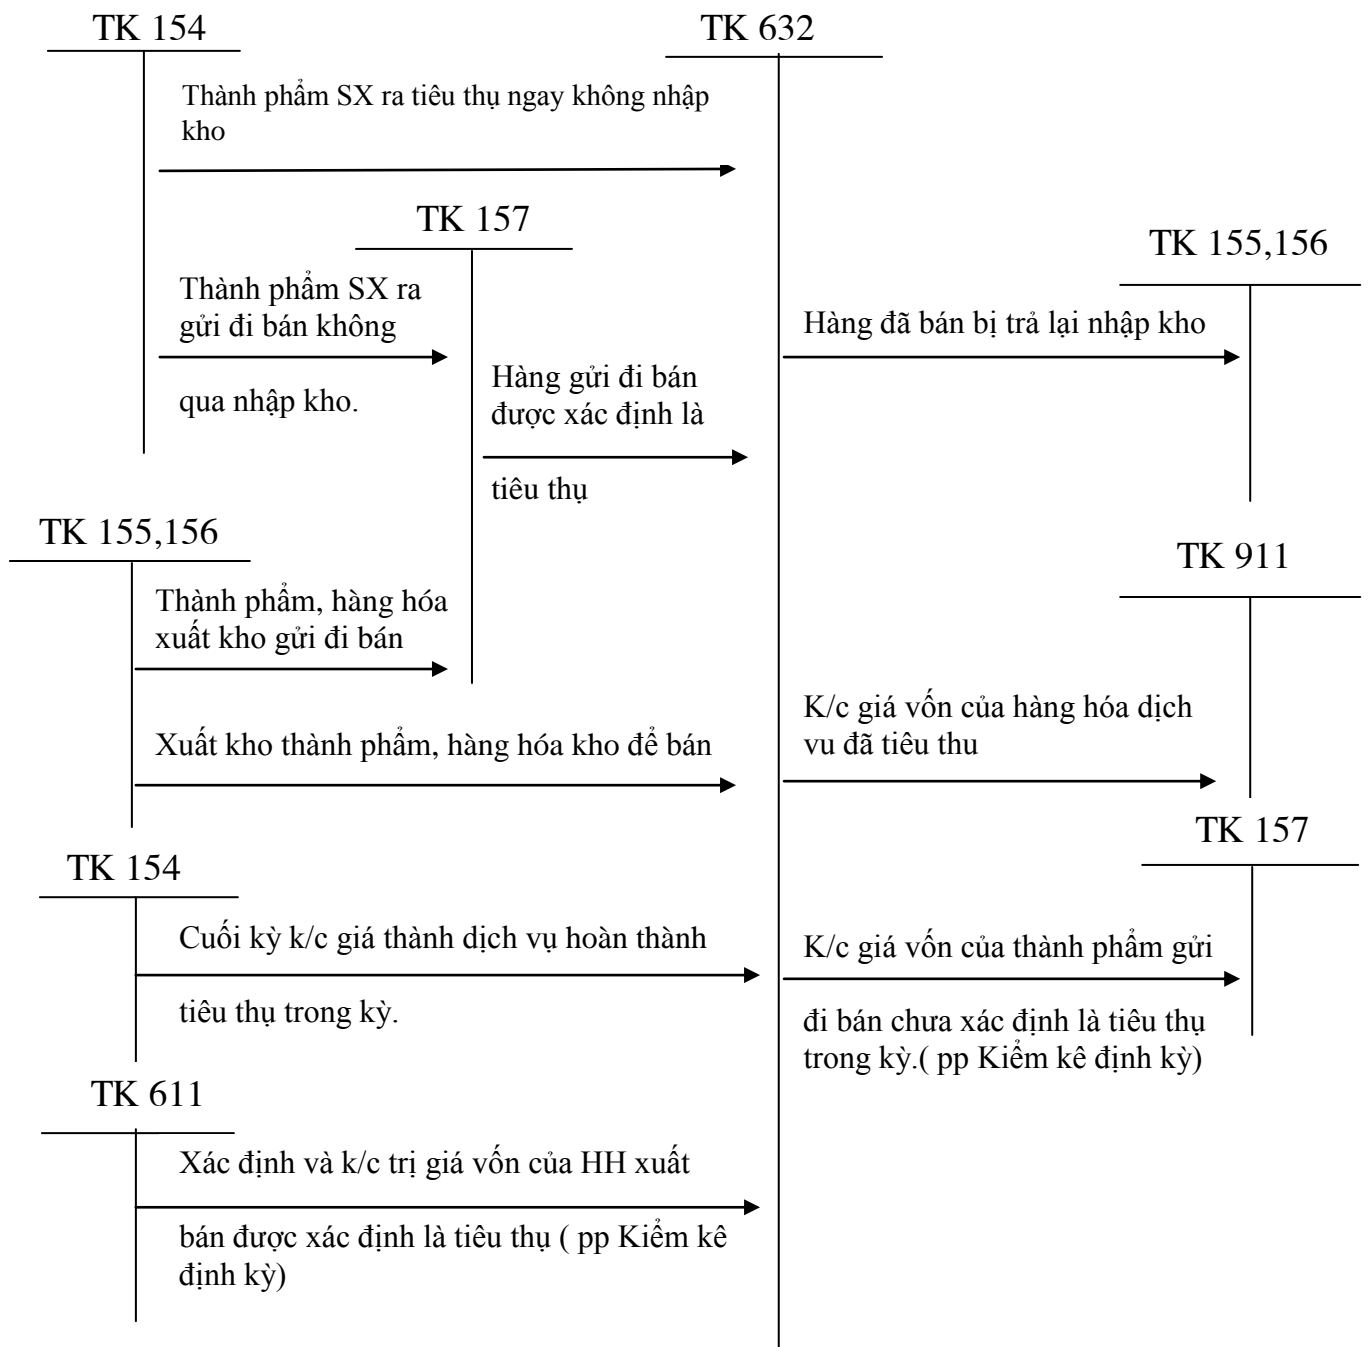 TK 154
TK 632
Thành phẩm SX ra tiêu thụ ngay không nhập
kho
TK 157
TK 155,156
Thành phẩm SX ra
gửi đi bán không
qua nhập kho.
Hàng đã bán bị trả lại nhập kho
Hàng gửi đi bán
được xác định là
tiêu thụ
TK 155,156
TK 911
Thành phẩm, hàng hóa
xuất kho gửi đi bán
K/c giá vốn của hàng hóa dịch
vu đã tiêu thu
Xuất kho thành phẩm, hàng hóa kho để bán
TK 157
TK 154
Cuối kỳ k/c giá thành dịch vụ hoàn thành
tiêu thụ trong kỳ.
K/c giá vốn của thành phẩm gửi
đi bán chưa xác định là tiêu thụ
trong kỳ.( pp Kiểm kê định kỳ)
TK 611
Xác định và k/c trị giá vốn của HH xuất
bán được xác định là tiêu thụ ( pp Kiểm kê
định kỳ)